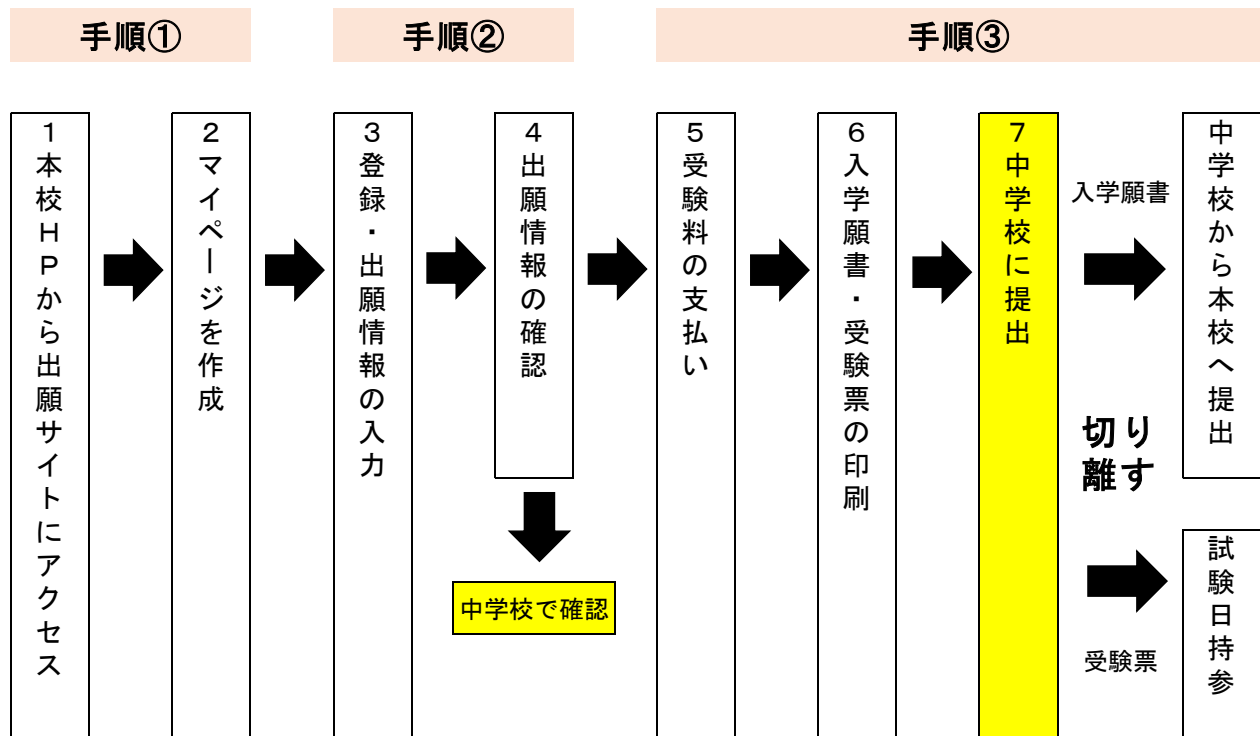 手順①
手順②
手順③
1本校HPから出願サイトにアクセス
2マイページを作成
3登録・出願情報の入力
4出願情報の確認
中学校で確認
5受験料の支払い
6入学願書・受験票の印刷
7中学校に提出
入学願書
切り
離す
受験票
中学校から本校へ提出
試験日持参